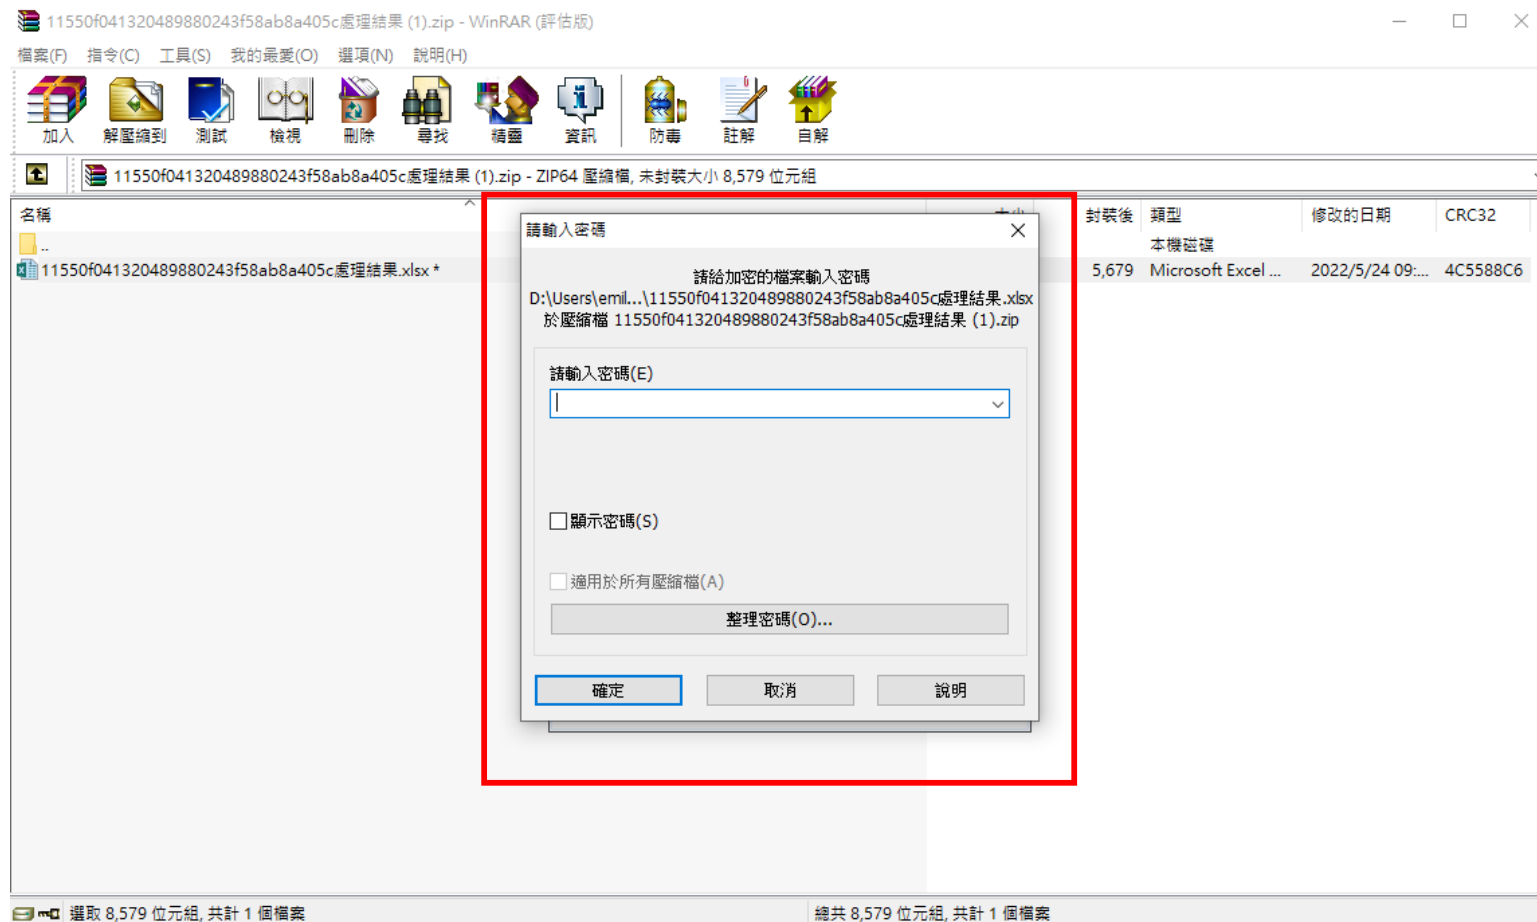 11550f041320489880243f58ab8a405c處理結果 (1).zip - WinRAR (評估版)
檔案(F) 指令(C) 工具(S) 我的最愛(O) 選項(N) 說明(H)
加入 解壓縮到 測試 檢視 刪除 尋找 精靈 資訊 防毒 註解 自解
11550f041320489880243f58ab8a405c處理結果 (1).zip - ZIP64 壓縮檔, 未封裝大小 8,579 位元組
名稱 封裝後 類型 修改的日期 CRC32
..
本機磁碟
11550f041320489880243f58ab8a405c處理結果.xlsx * 5,679 Microsoft Excel ... 2022/5/24 09:... 4C5588C6
請輸入密碼
請給加密的檔案輸入密碼
D:\Users\emil...\11550f041320489880243f58ab8a405c處理結果.xlsx
於壓縮檔 11550f041320489880243f58ab8a405c處理結果 (1).zip
請輸入密碼(E)
顯示密碼(S)
適用於所有壓縮檔(A)
整理密碼(O)...
確定 取消 說明
選取 8,579 位元組, 共計 1 個檔案 總共 8,579 位元組, 共計 1 個檔案